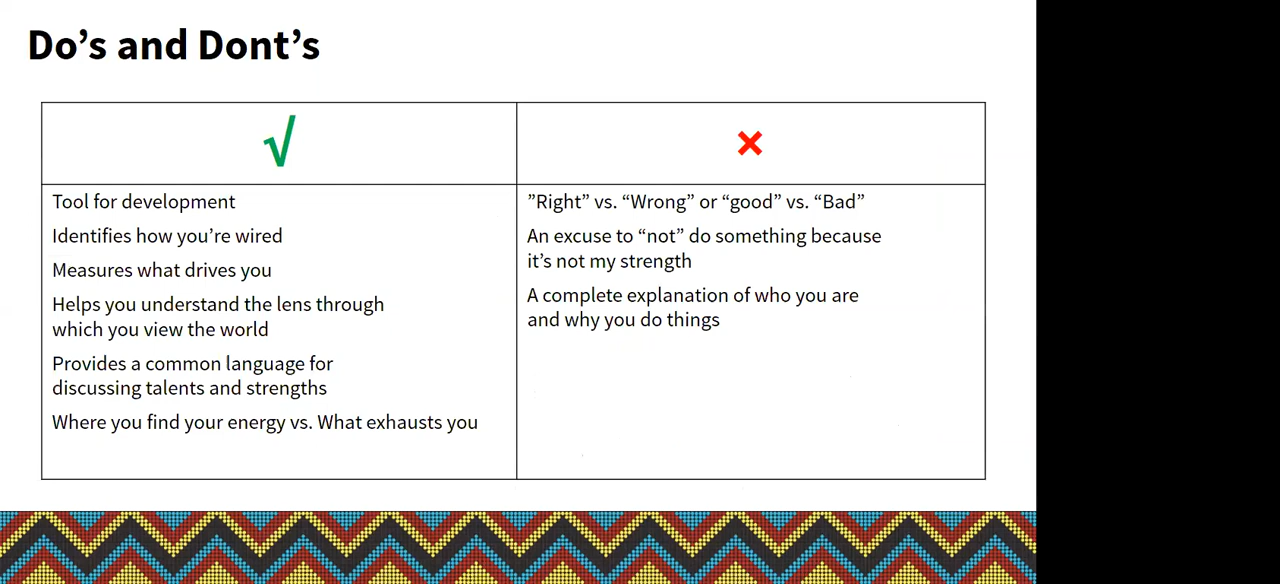 Do’s and Dont’s
√
×
Tool for development
Identifies how you’re wired
Measures what drives you
Helps you understand the lens through
which you view the world
Provides a common language for
discussing talents and strengths
Where you find your energy vs. What exhausts you
”Right” vs. “Wrong” or “good” vs. “Bad”
An excuse to “not” do something because
it’s not my strength
A complete explanation of who you are
and why you do things